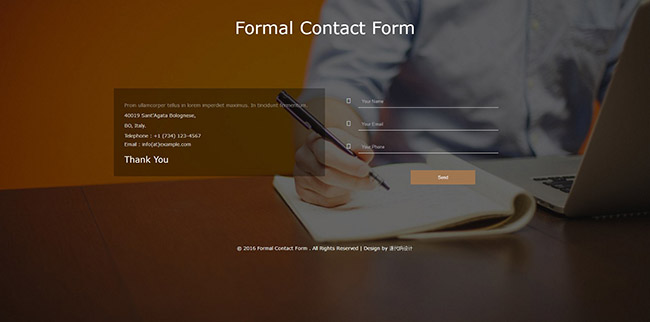 Formal Contact Form
Proin ullamcorper tellus in lorem imperdiet maximus. In tincidunt fermentum.
40019 Sant'Agata Bolognese,
BO, Italy.
Telephone : +1 (734) 123-4567
Email : info(at)example.com
Thank You
Your Name
Your Email
Your Phone
Send
© 2016 Formal Contact Form . All Rights Reserved | Design by